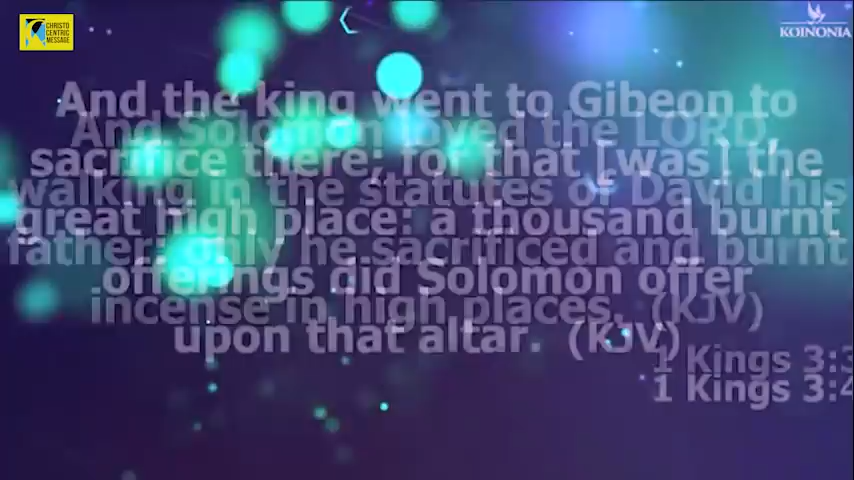 CHRISTO
CENTRIC
MESSAGE
KOINONIA
And the king went to Gibeon to
sacrifice there; for that [was] the
great high place: a thousand burnt
offerings did Solomon offer
upon that altar. (KJV)
1 Kings 3:4
And Solomon loved the LORD,
walking in the statutes of David his
father: only he sacrificed and burnt
incense in high places. (KJV)
1 Kings 3:3